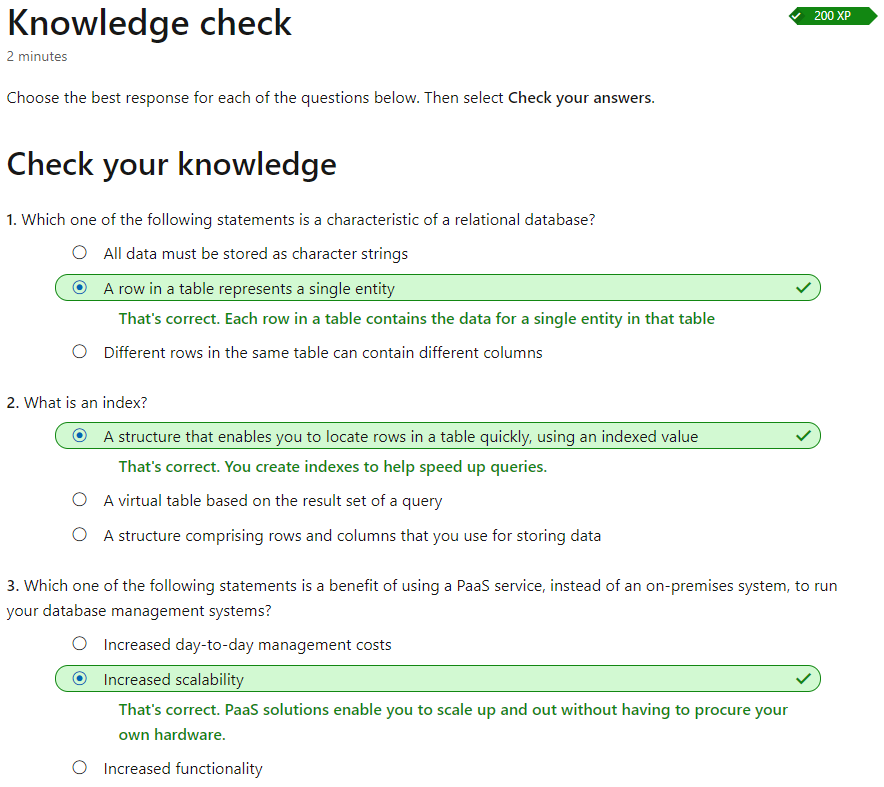 Knowledge check
200 XP
2 minutes
Choose the best response for each of the questions below. Then select Check your answers.
Check your knowledge
1. Which one of the following statements is a characteristic of a relational database?
All data must be stored as character strings
A row in a table represents a single entity
That's correct. Each row in a table contains the data for a single entity in that table
Different rows in the same table can contain different columns
2. What is an index?
A structure that enables you to locate rows in a table quickly, using an indexed value
That's correct. You create indexes to help speed up queries.
A virtual table based on the result set of a query
A structure comprising rows and columns that you use for storing data
3. Which one of the following statements is a benefit of using a PaaS service, instead of an on-premises system, to run
your database management systems?
Increased day-to-day management costs
Increased scalability
That's correct. PaaS solutions enable you to scale up and out without having to procure your
own hardware.
Increased functionality